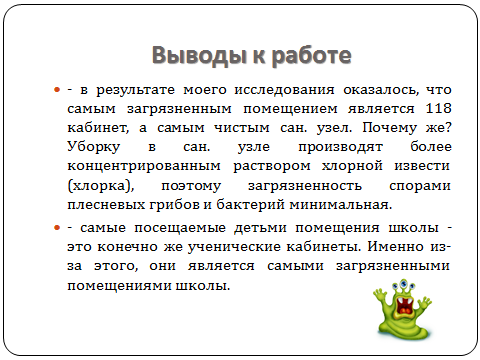 Выводы к работе
- в результате моего исследования оказалось, что
самым загрязненным помещением является 118
кабинет, а самым чистым сан. узел. Почему же?
Уборку в сан. узле производят более
концентрированным раствором хлорной извести
(хлорка), поэтому загрязненность спорами
плесневых грибов и бактерий минимальная.
- самые посещаемые детьми помещения школы -
это конечно же ученические кабинеты. Именно из-
за этого, они является самыми загрязненными
помещениями школы.